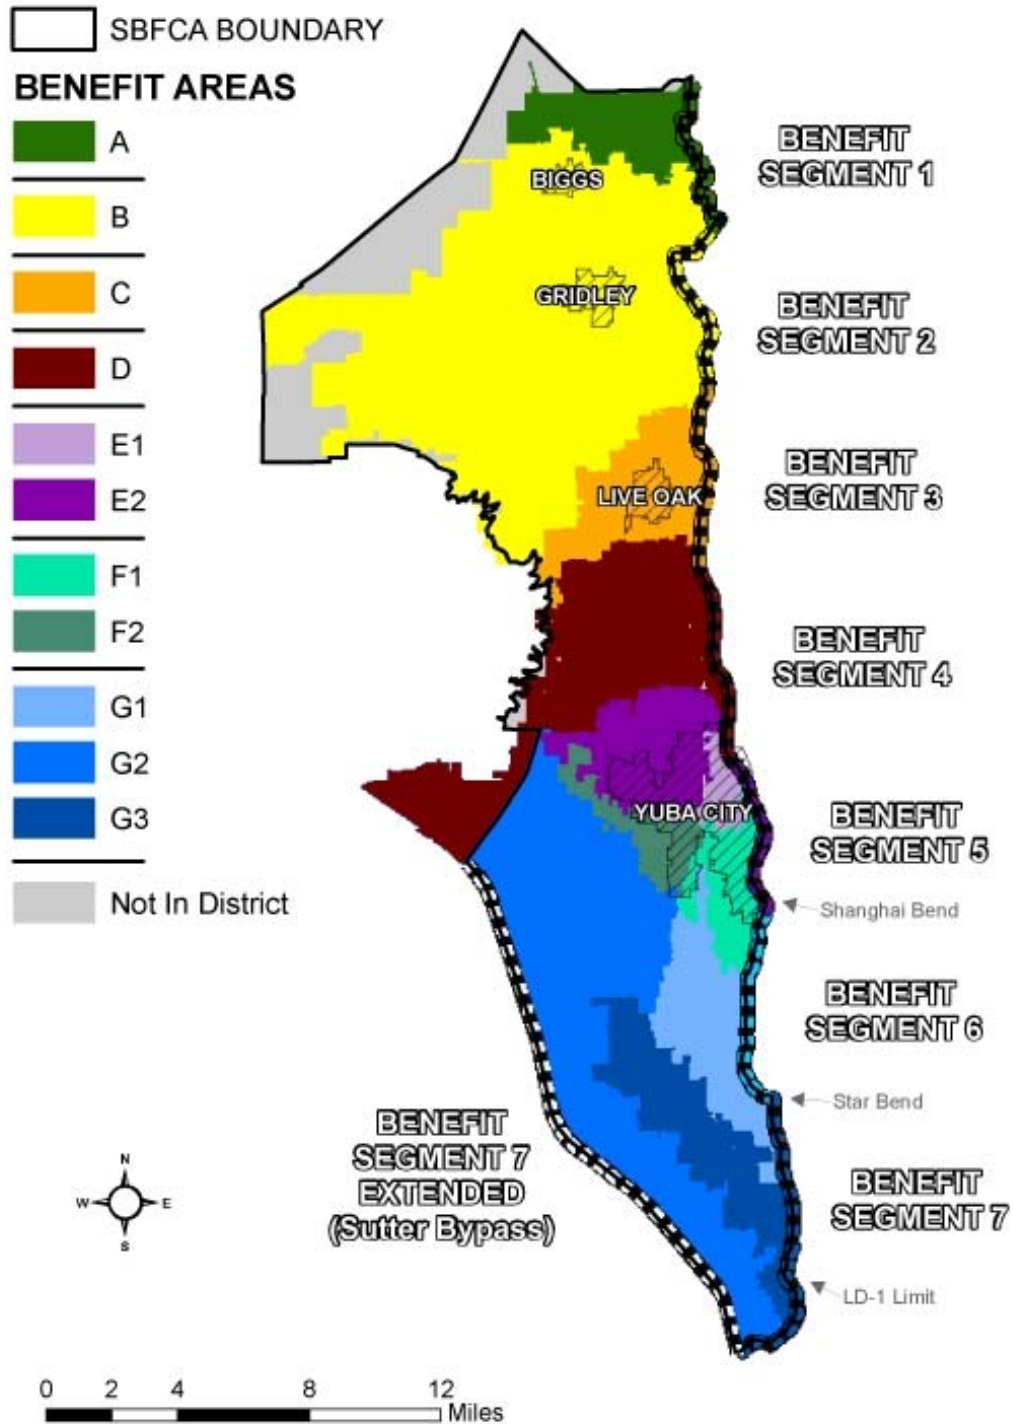 SBFCA BOUNDARY
BENEFIT AREAS
A
B
C
D
E1
E2
F1
F2
G1
G2
G3
Not In District
BENEFIT
SEGMENT 1
BIGGS
GRIDLEY
BENEFIT
SEGMENT 2
BENEFIT
SEGMENT 3
LIVE OAK
BENEFIT
SEGMENT 4
YUBA CITY
BENEFIT
SEGMENT 5
Shanghai Bend
BENEFIT
SEGMENT 6
Star Bend
BENEFIT
SEGMENT 7
EXTENDED
(Sutter Bypass)
BENEFIT
SEGMENT 7
LD-1 Limit
N
W E
S
0 2 4 8 12
Miles